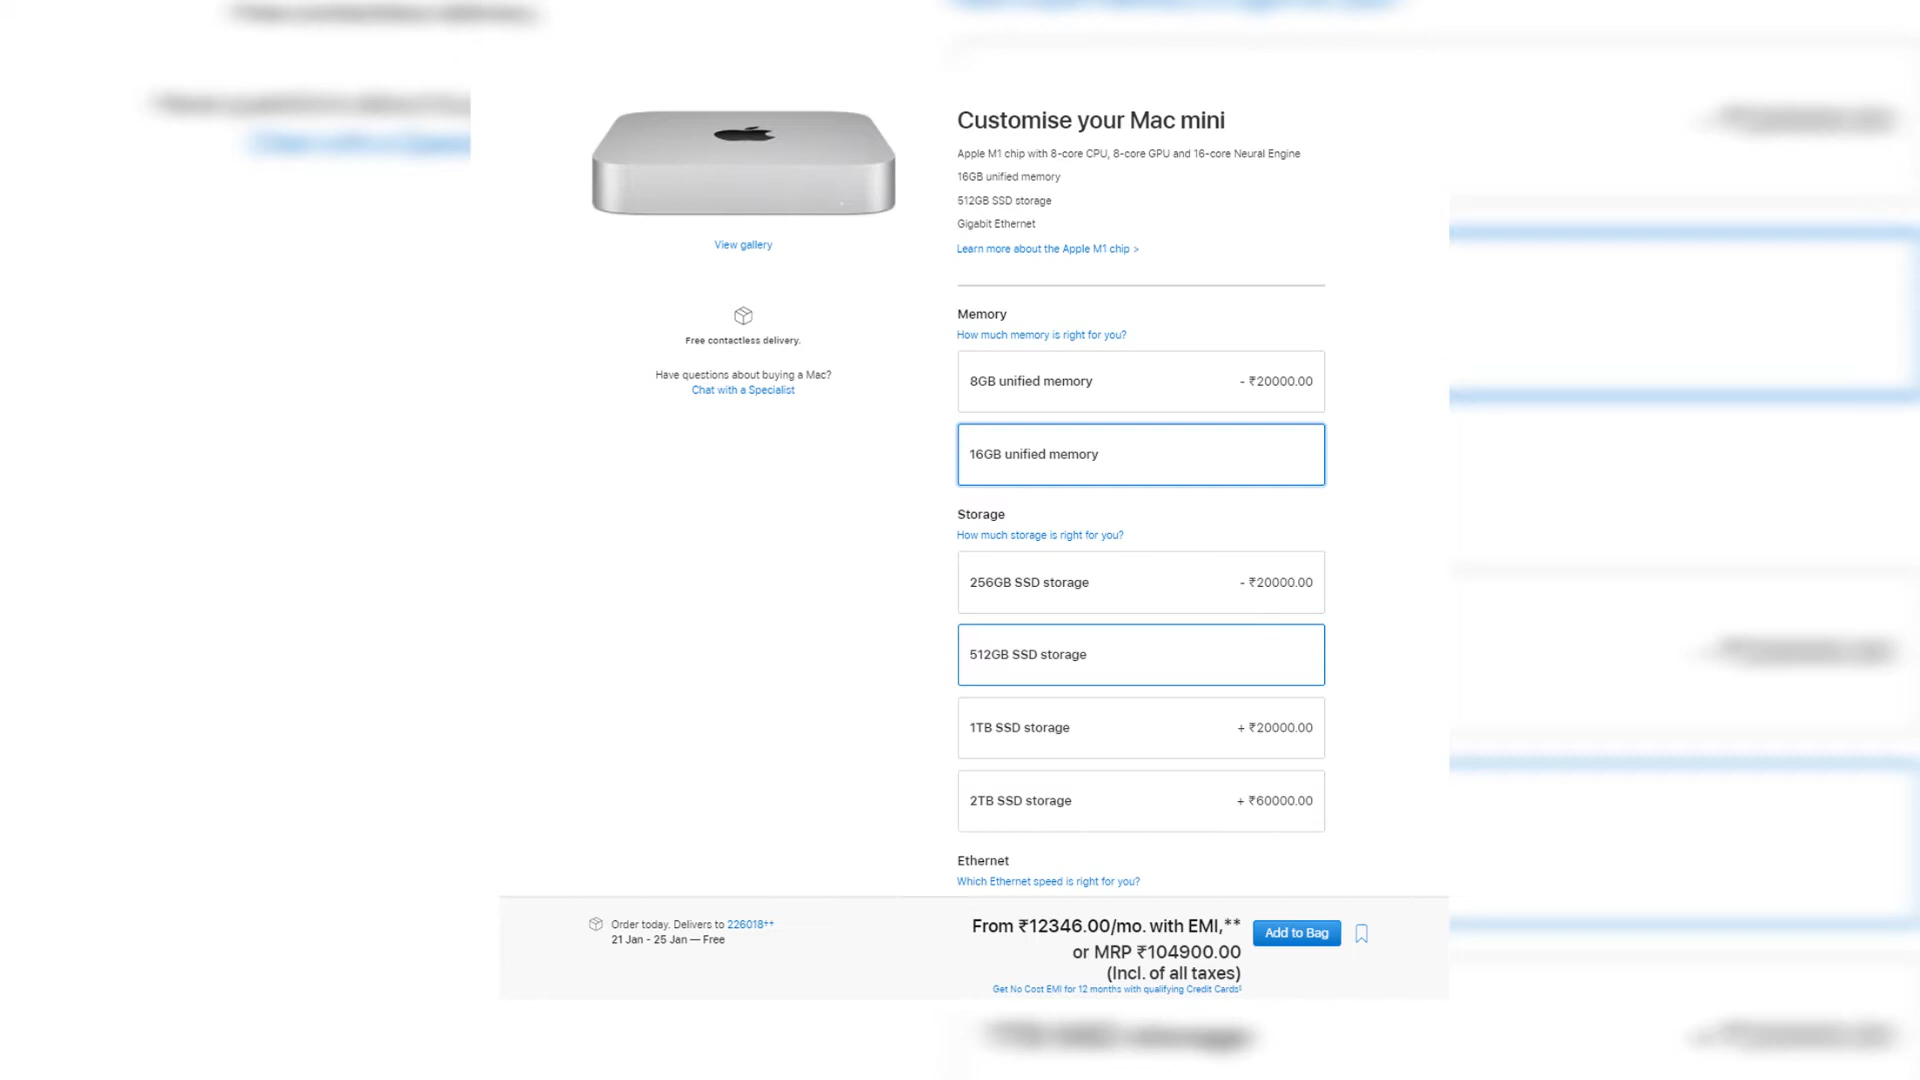 Customise your Mac mini
Apple M1 chip with 8-core CPU, 8-core GPU and 16-core Neural Engine
16GB unified memory
512GB SSD storage
Gigabit Ethernet
Learn more about the Apple M1 chip >
View gallery
Free contactless delivery.
Have questions about buying a Mac?
Chat with a Specialist
Memory
How much memory is right for you?
8GB unified memory - ₹20000.00
16GB unified memory
Storage
How much storage is right for you?
256GB SSD storage - ₹20000.00
512GB SSD storage
1TB SSD storage + ₹20000.00
2TB SSD storage + ₹60000.00
Ethernet
Which Ethernet speed is right for you?
Order today. Delivers to 226018‡‡
21 Jan - 25 Jan — Free
From ₹12346.00/mo. with EMI,**
or MRP ₹104900.00
(Incl. of all taxes)
Get No Cost EMI for 12 months with qualifying Credit Cards‡
Add to Bag